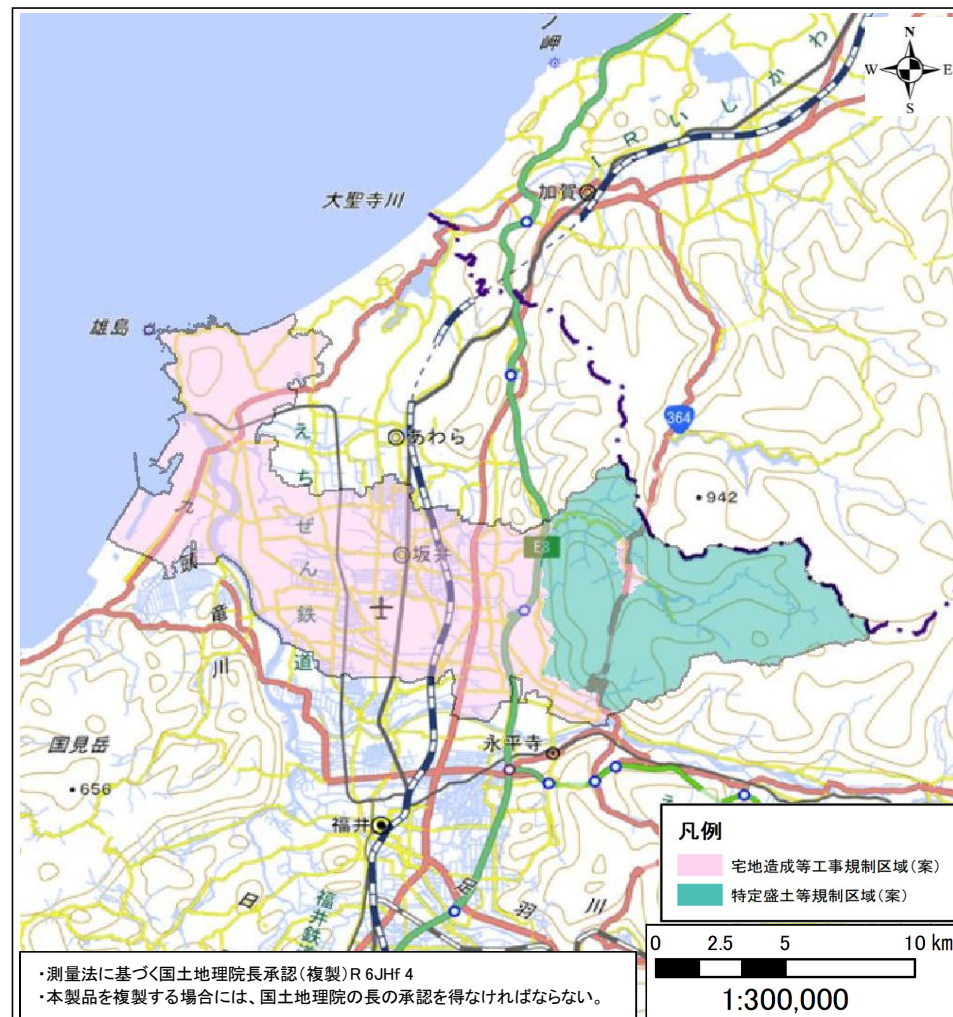 ノ岬
N
W
E
S
IRいしかわ
加賀
大聖寺川
雄島
364
あわら
942
えちぜん鉄道
E8
坂井
九頭竜川
国見岳
656
永平寺
福井
日
足羽川
福井鉄
え
凡例
宅地造成等工事規制区域(案)
特定盛土等規制区域(案)
0 2.5 5 10 km
1:300,000
・測量法に基づく国土地理院長承認(複製)R 6JHf 4
・本製品を複製する場合には、国土地理院の長の承認を得なければならない。